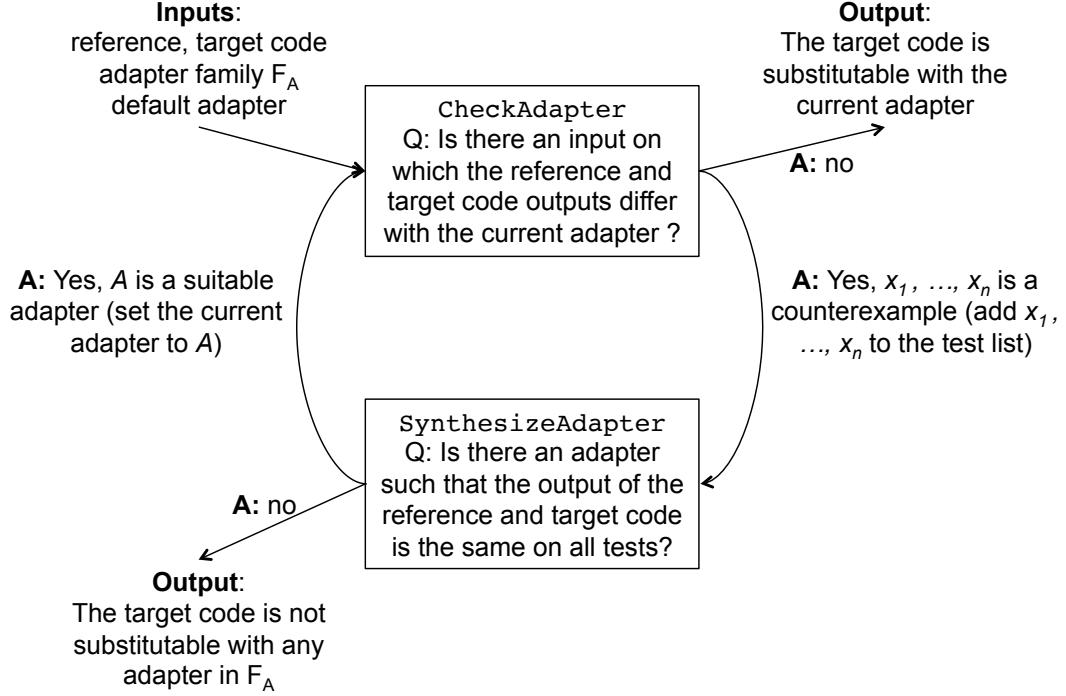 Inputs:
reference, target code
adapter family F_A
default adapter
Output:
The target code is
substitutable with the
current adapter
CheckAdapter
Q: Is there an input on
which the reference and
target code outputs differ
with the current adapter ?
A: no
A: Yes, A is a suitable
adapter (set the current
adapter to A)
A: Yes, x_1 , …, x_n is a
counterexample (add x_1 ,
…, x_n to the test list)
SynthesizeAdapter
Q: Is there an adapter
such that the output of the
reference and target code
is the same on all tests?
A: no
Output:
The target code is not
substitutable with any
adapter in F_A